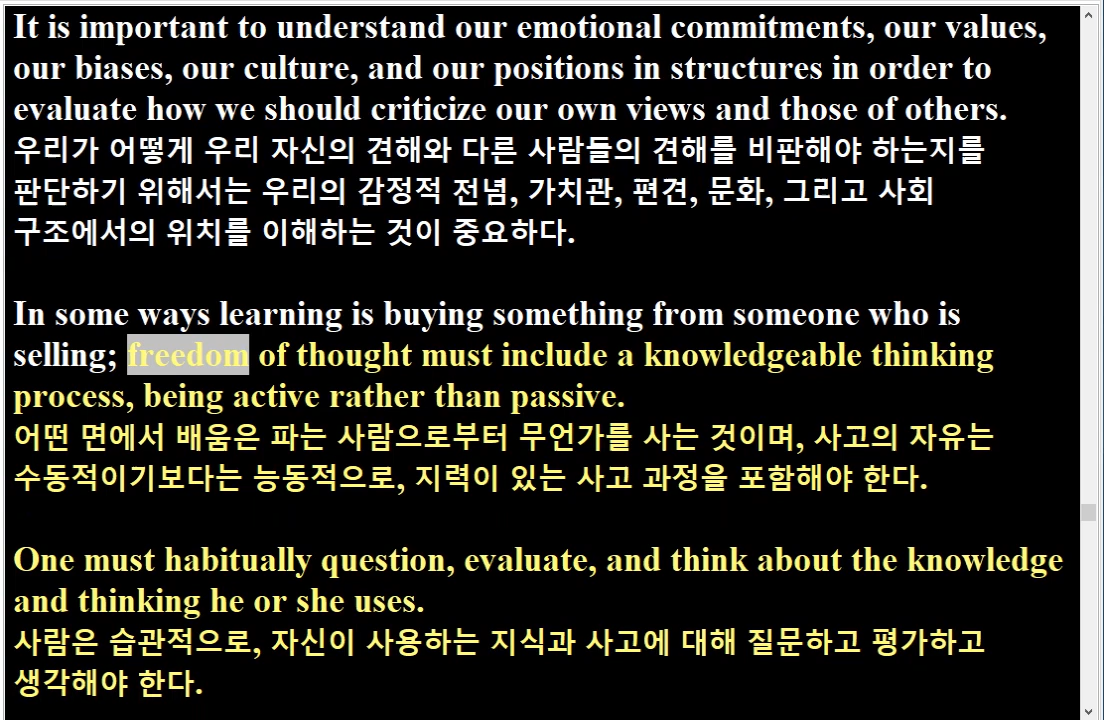 It is important to understand our emotional commitments, our values,
our biases, our culture, and our positions in structures in order to
evaluate how we should criticize our own views and those of others.
우리가 어떻게 우리 자신의 견해와 다른 사람들의 견해를 비판해야 하는지를
판단하기 위해서는 우리의 감정적 전념, 가치관, 편견, 문화, 그리고 사회
구조에서의 위치를 이해하는 것이 중요하다.
In some ways learning is buying something from someone who is
selling; freedom of thought must include a knowledgeable thinking
process, being active rather than passive.
어떤 면에서 배움은 파는 사람으로부터 무언가를 사는 것이며, 사고의 자유는
수동적이기보다는 능동적으로, 지력이 있는 사고 과정을 포함해야 한다.
One must habitually question, evaluate, and think about the knowledge
and thinking he or she uses.
사람은 습관적으로, 자신이 사용하는 지식과 사고에 대해 질문하고 평가하고
생각해야 한다.